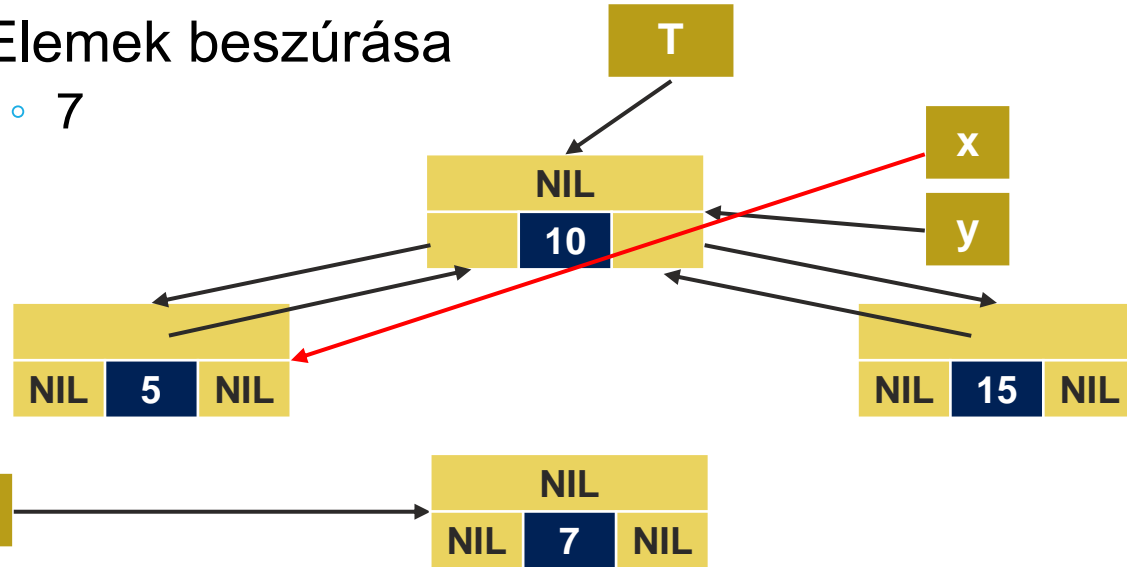 Elemek beszúrása
◦ 7
T
x
y
NIL
10
NIL 5 NIL
NIL 15 NIL
NIL
NIL 7 NIL